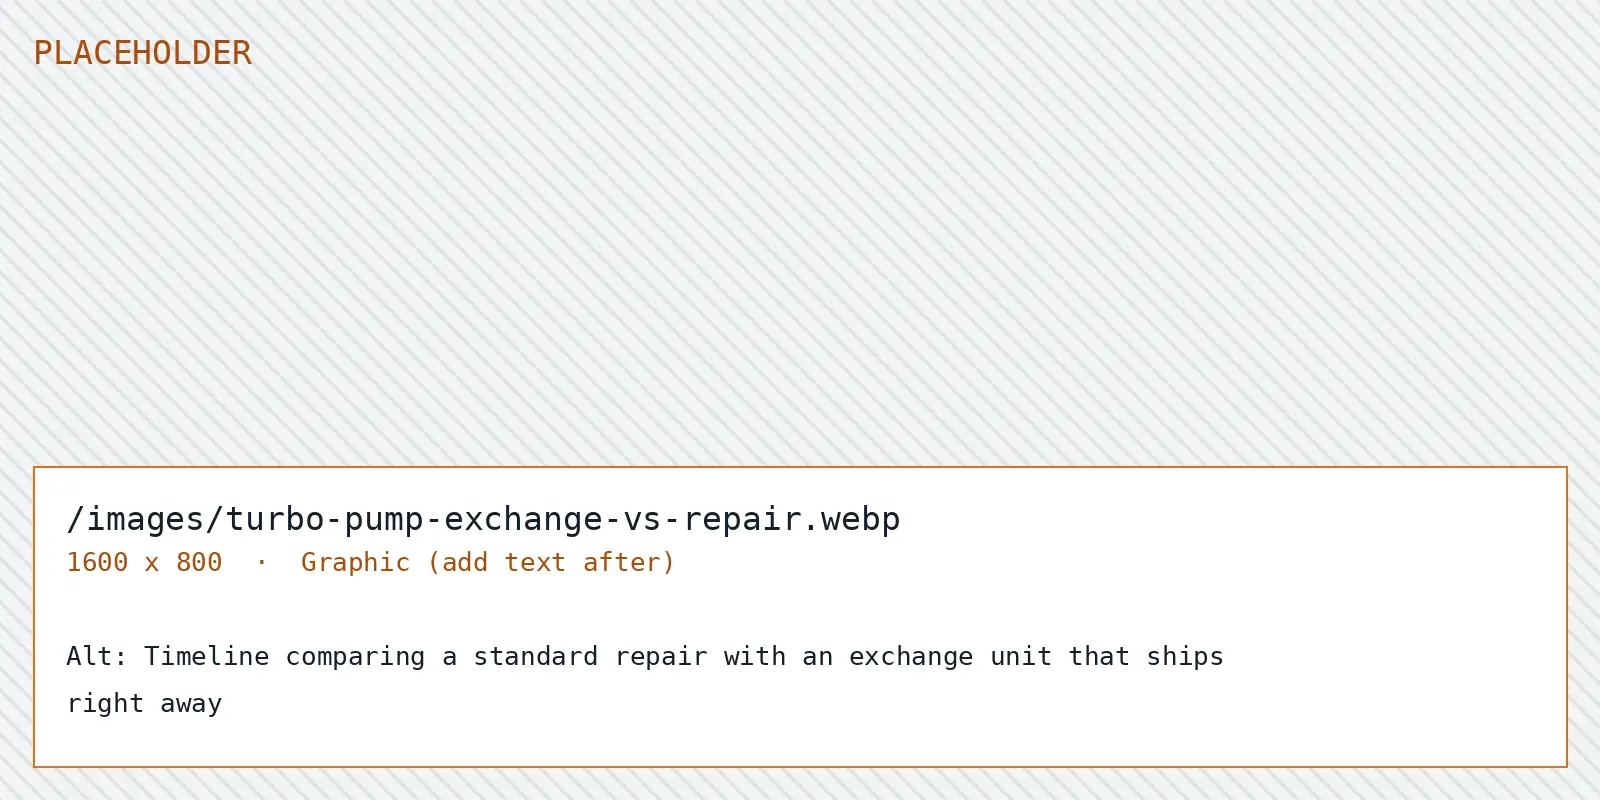 PLACEHOLDER
/images/turbo-pump-exchange-vs-repair.webp
1600 x 800  ·  Graphic (add text after)
Alt: Timeline comparing a standard repair with an exchange unit that ships
right away